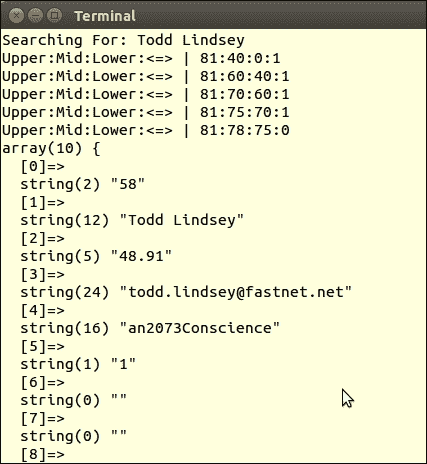 Terminal
Searching For: Todd Lindsey
Upper:Mid:Lower:<=> | 81:40:0:1
Upper:Mid:Lower:<=> | 81:60:40:1
Upper:Mid:Lower:<=> | 81:70:60:1
Upper:Mid:Lower:<=> | 81:75:70:1
Upper:Mid:Lower:<=> | 81:78:75:0
array(10) {
  [0]=>
  string(2) "58"
  [1]=>
  string(12) "Todd Lindsey"
  [2]=>
  string(5) "48.91"
  [3]=>
  string(24) "todd.lindsey@fastnet.net"
  [4]=>
  string(16) "an2073Conscience"
  [5]=>
  string(1) "1"
  [6]=>
  string(0) ""
  [7]=>
  string(0) ""
  [8]=>